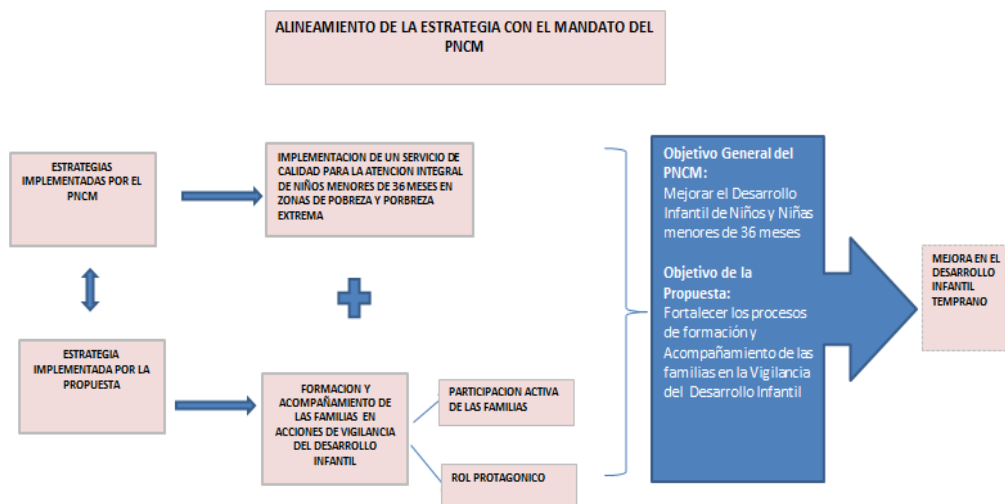 ALINEAMIENTO DE LA ESTRATEGIA CON EL MANDATO DEL
PNCM
ESTRATEGIAS
IMPLEMENTADAS POR EL
PNCM
IMPLEMENTACION DE UN SERVICIO DE
CALIDAD PARA LA ATENCION INTEGRAL
DE NIÑOS MENORES DE 36 MESES EN
ZONAS DE POBREZA Y PORBREZA
EXTREMA
ESTRATEGIA
IMPLEMENTADA POR LA
PROPUESTA
FORMACION Y
ACOMPAÑAMIENTO DE
LAS FAMILIAS EN
ACCIONES DE VIGILANCIA
DEL DESARROLLO
INFANTIL
PARTICIPACION ACTIVA
DE LAS FAMILIAS
ROL PROTAGONICO
Objetivo General del
PNCM:
Mejorar el Desarrollo
Infantil de Niños y Niñas
menores de 36 meses
Objetivo de la
Propuesta:
Fortalecer los procesos
de formación y
Acompañamiento de las
familias en la Vigilancia
del Desarrollo Infantil
MEJORA EN EL
DESARROLLO
INFANTIL
TEMPRANO